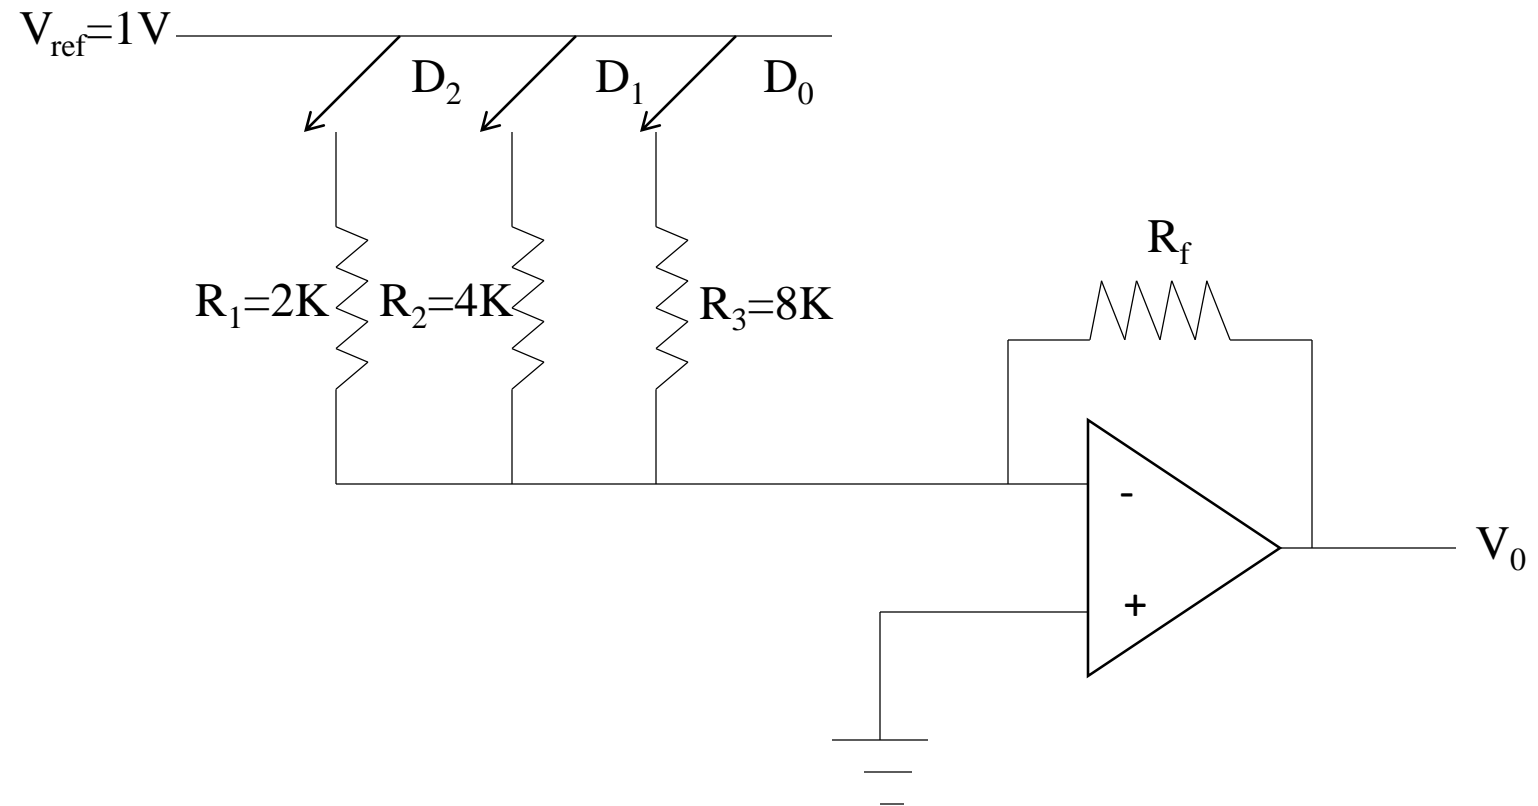 V_ref=1V
D_2 D_1 D_0
R_f
R_1=2K R_2=4K R_3=8K
-
V_0
+